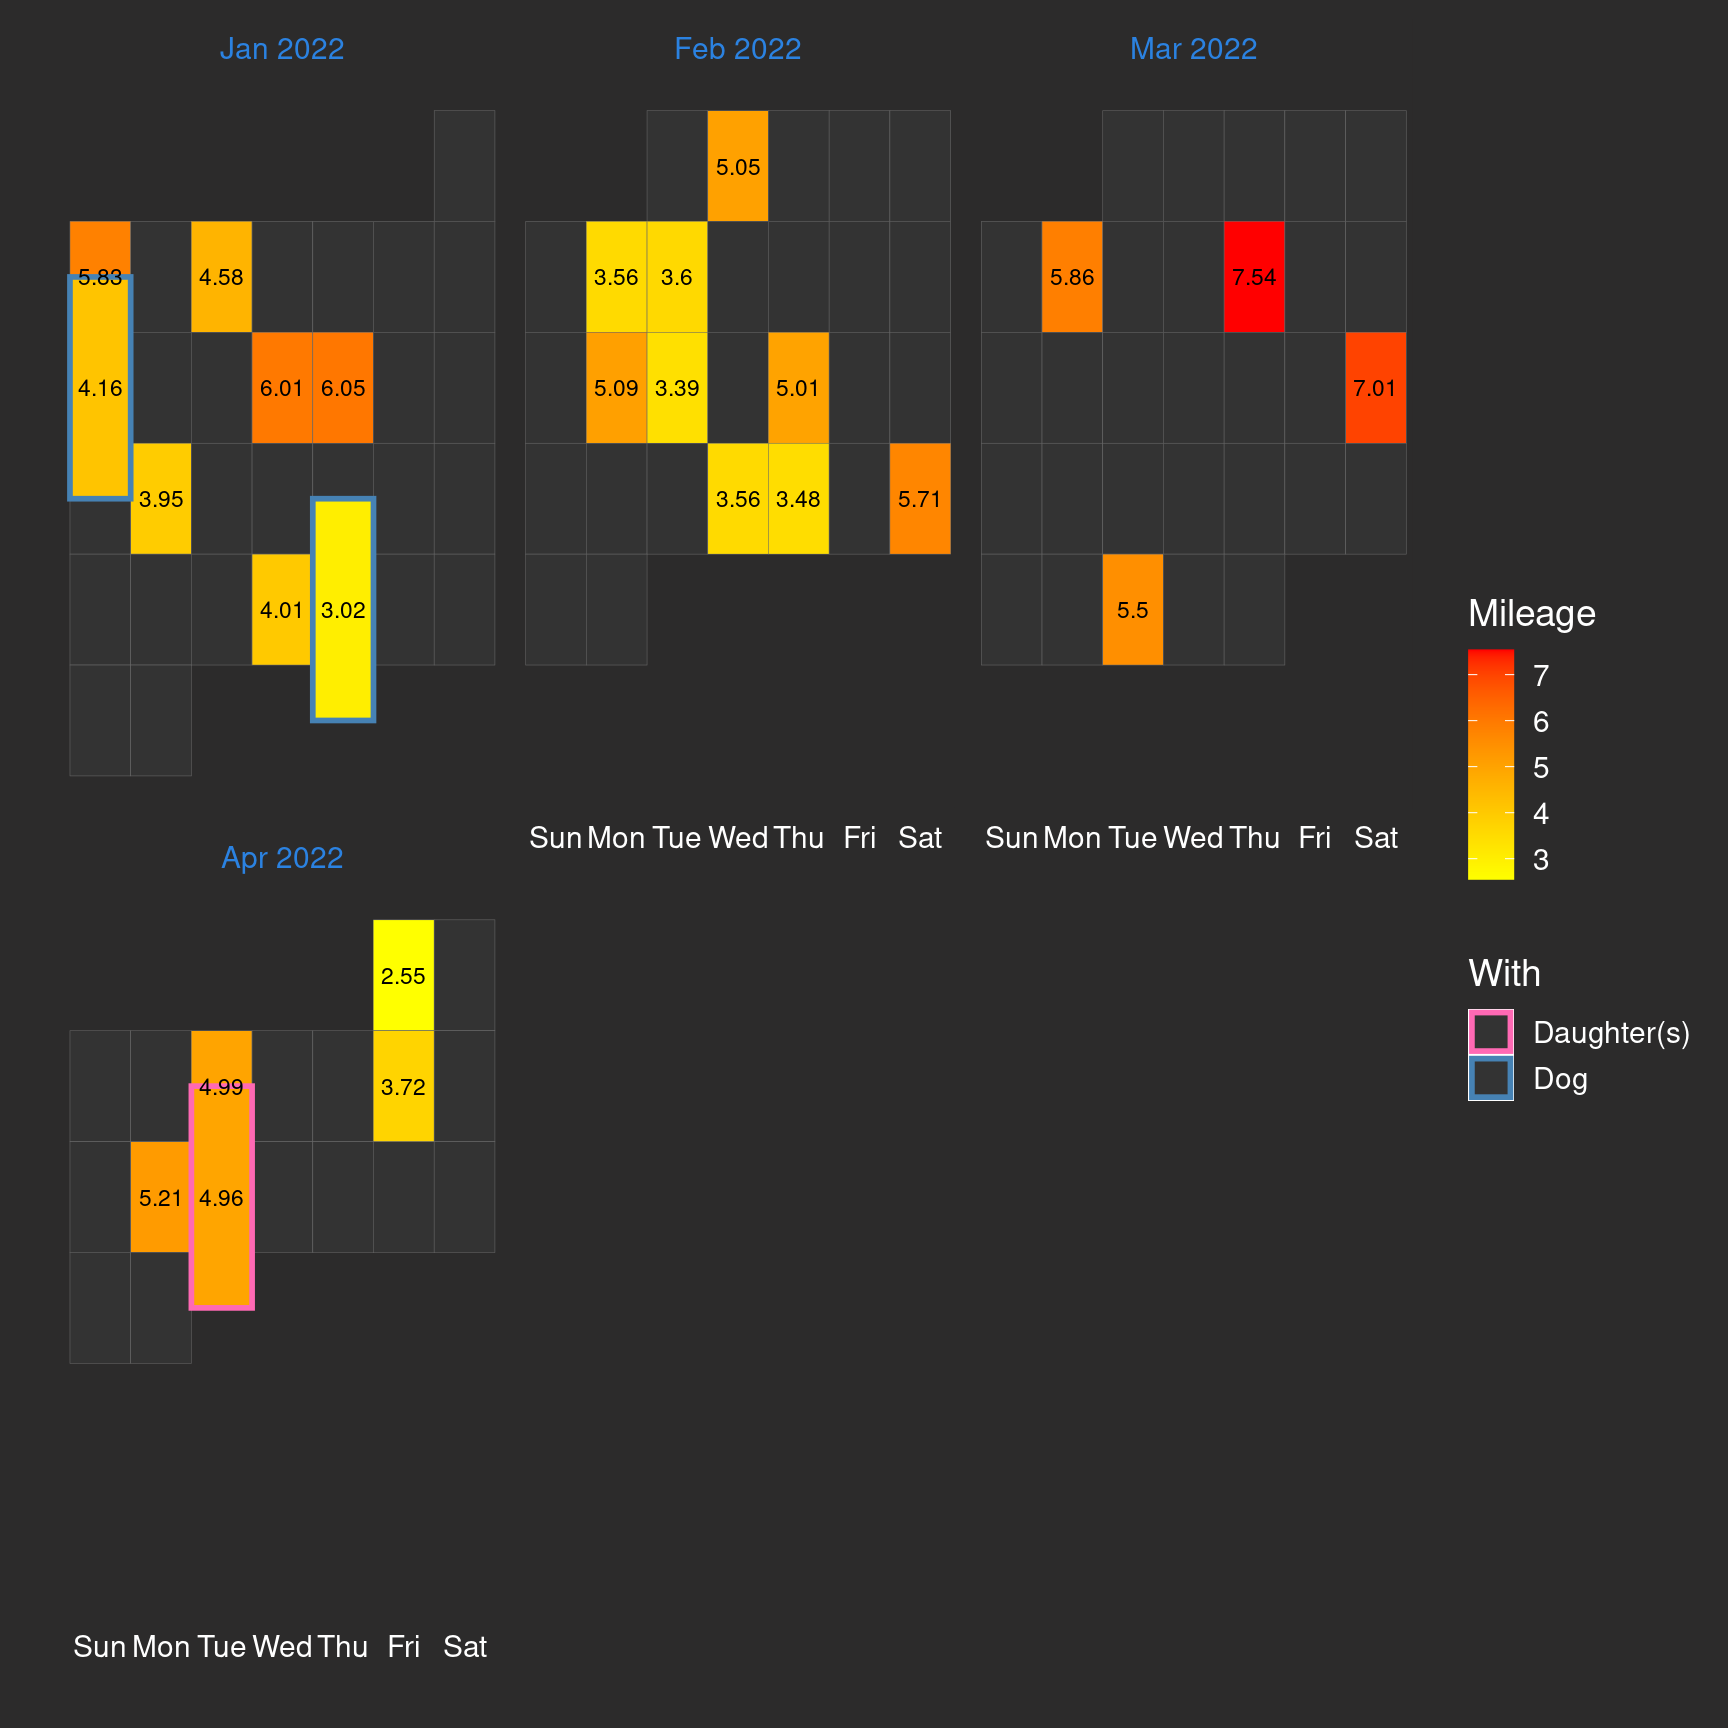 Jan 2022
Feb 2022
Mar 2022
5.05
5.83
4.58
3.56
3.6
5.86
7.54
4.16
6.01
6.05
5.09
3.39
5.01
7.01
3.95
3.56
3.48
5.71
4.01
3.02
5.5
Mileage
7
6
5
4
3
Sun Mon Tue Wed Thu Fri Sat
Sun Mon Tue Wed Thu Fri Sat
Apr 2022
2.55
4.99
3.72
5.21
4.96
With
Daughter(s)
Dog
Sun Mon Tue Wed Thu Fri Sat